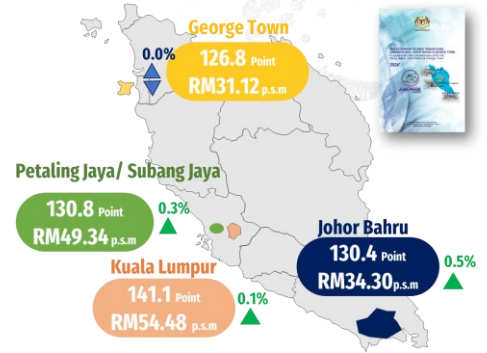 George Town
0.0%
126.8 Point
RM31.12 p.s.m
Petaling Jaya/ Subang Jaya
130.8 Point
RM49.34 p.s.m
0.3%
Johor Bahru
130.4 Point
RM34.30p.s.m
0.5%
Kuala Lumpur
141.1 Point
RM54.48 p.s.m
0.1%